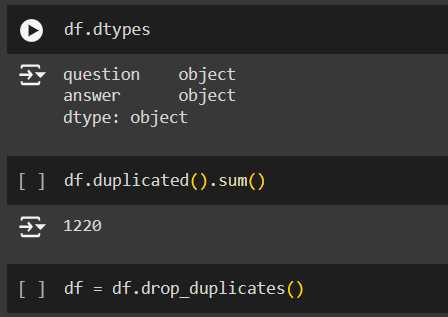 df.dtypes
question    object
answer      object
dtype: object
[ ] df.duplicated().sum()
1220
[ ] df = df.drop_duplicates()